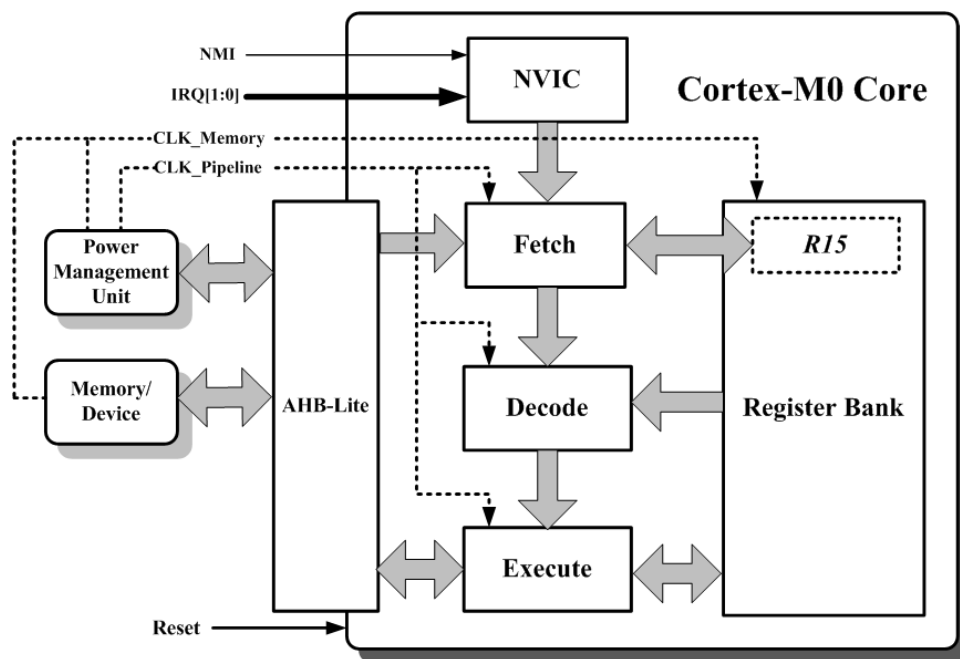 NMI
NVIC
Cortex-M0 Core
IRQ[1:0]
CLK_Memory
CLK_Pipeline
Power
Management
Unit
Fetch
R15
Memory/
Device
AHB-Lite
Decode
Register Bank
Execute
Reset